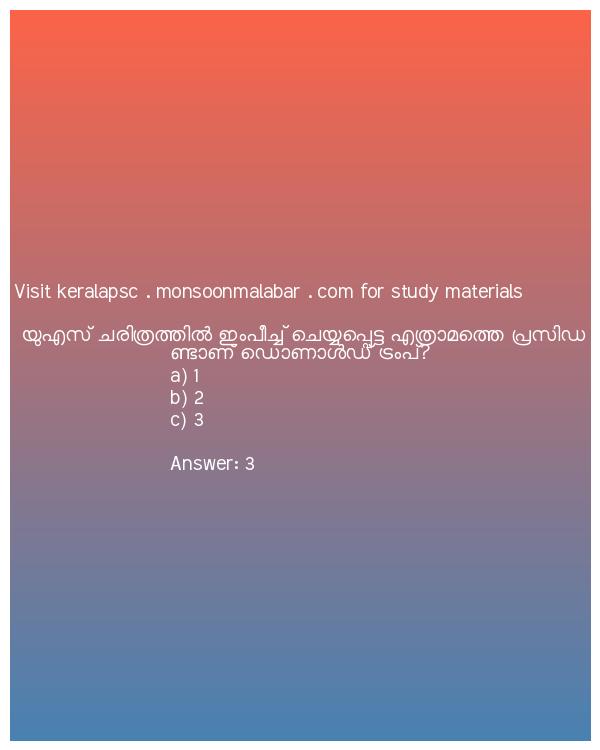 Visit keralapsc . monsoonmalabar . com for study materials
യുഎസ് ചരിത്രത്തിൽ ഇംപീച്ച് ചെയ്യപ്പെട്ട എത്രാമത്തെ പ്രസിഡ
ണ്ടാണ് ഡൊണാൾഡ് ട്രംപ്?
a) 1
b) 2
c) 3
Answer: 3